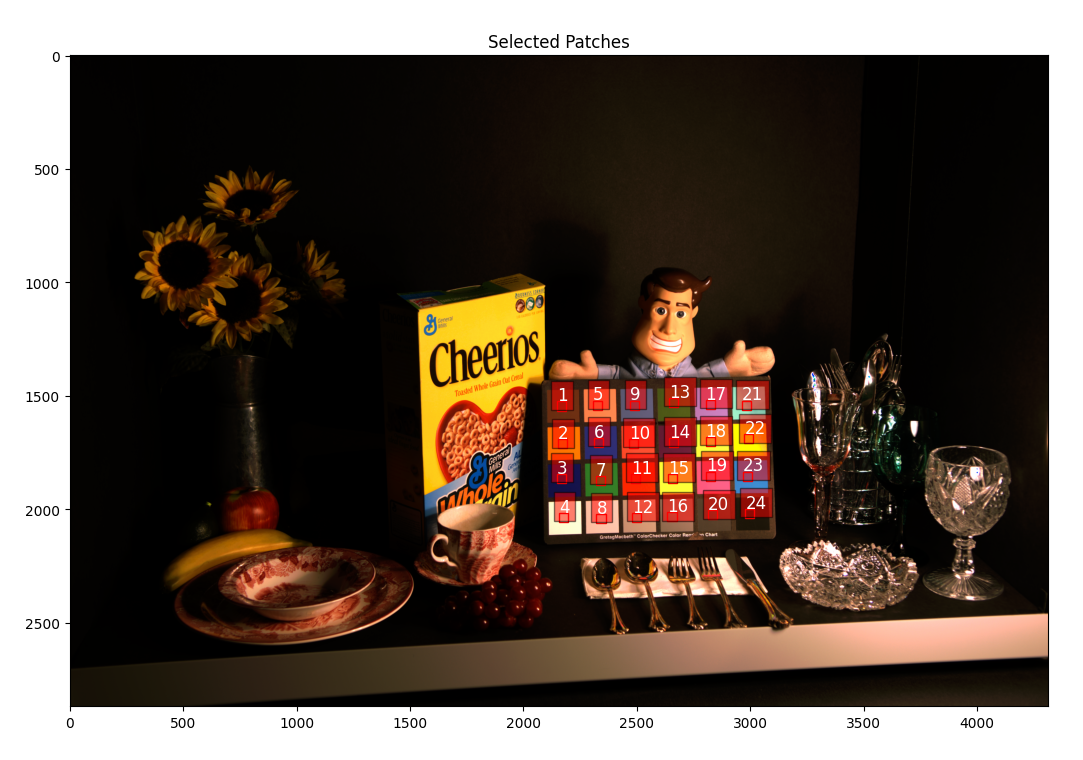 Selected Patches
0
500
1000
1500
2000
2500
General
Mills
Cheerios
Toasted Whole Grain Oat Cereal
General
Mills
Whole
1 5 9 13 17 21
2 6 10 14 18 22
3 7 11 15 19 23
4 8 12 16 20 24
GretagMacbeth ColorChecker Color Chart
0 500 1000 1500 2000 2500 3000 3500 4000